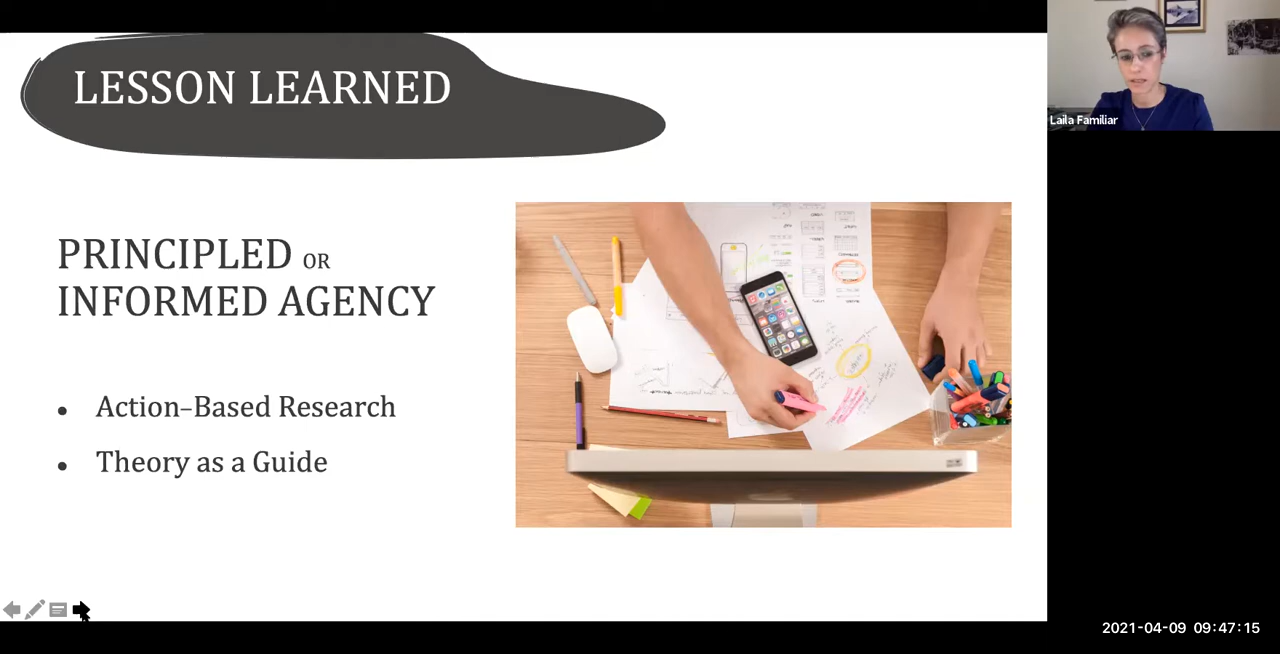 LESSON LEARNED
Laila Familiar
PRINCIPLED OR
INFORMED AGENCY
• Action–Based Research
• Theory as a Guide
2021-04-09 09:47:15